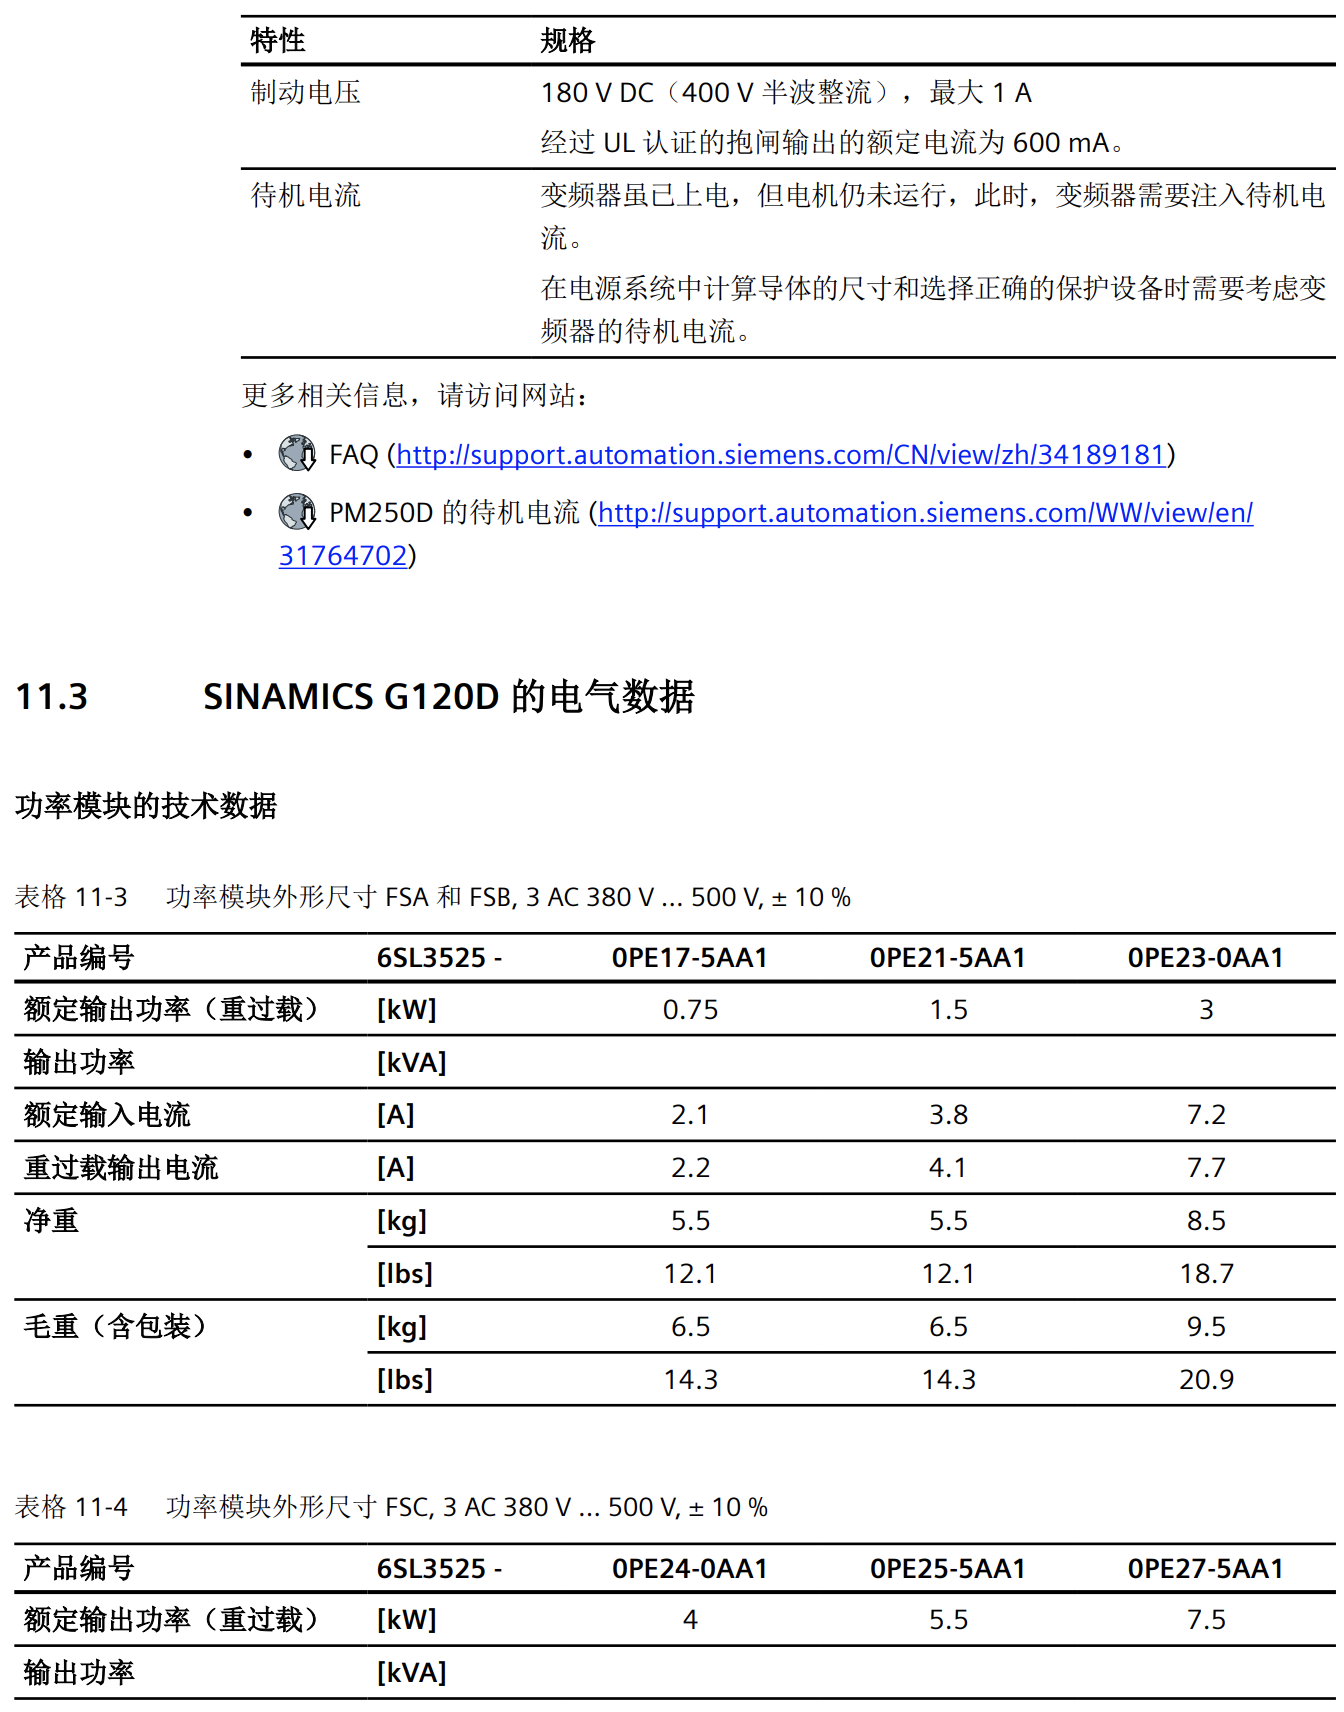 特性 规格
制动电压 180 V DC（400 V 半波整流），最大 1 A
经过 UL 认证的抱闸输出的额定电流为 600 mA。
待机电流 变频器虽已上电，但电机仍未运行，此时，变频器需要注入待机电
流。
在电源系统中计算导体的尺寸和选择正确的保护设备时需要考虑变
频器的待机电流。
更多相关信息，请访问网站：
• FAQ (http://support.automation.siemens.com/CN/view/zh/34189181)
• PM250D 的待机电流 (http://support.automation.siemens.com/WW/view/en/
31764702)
11.3 SINAMICS G120D 的电气数据
功率模块的技术数据
表格 11-3 功率模块外形尺寸 FSA 和 FSB, 3 AC 380 V … 500 V, ± 10 %
产品编号 6SL3525 - 0PE17-5AA1 0PE21-5AA1 0PE23-0AA1
额定输出功率（重过载） [kW] 0.75 1.5 3
输出功率 [kVA]
额定输入电流 [A] 2.1 3.8 7.2
重过载输出电流 [A] 2.2 4.1 7.7
净重 [kg] 5.5 5.5 8.5
[lbs] 12.1 12.1 18.7
毛重（含包装） [kg] 6.5 6.5 9.5
[lbs] 14.3 14.3 20.9
表格 11-4 功率模块外形尺寸 FSC, 3 AC 380 V … 500 V, ± 10 %
产品编号 6SL3525 - 0PE24-0AA1 0PE25-5AA1 0PE27-5AA1
额定输出功率（重过载） [kW] 4 5.5 7.5
输出功率 [kVA]